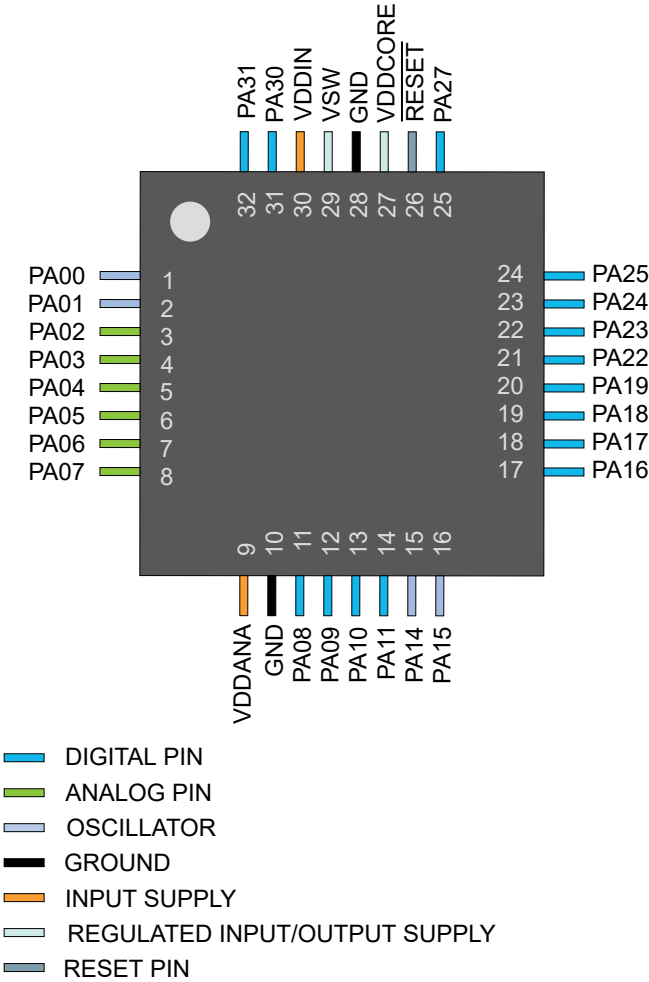 PA31 PA30 VDDIN VSW GND VDDCORE RESET PA27
32 31 30 29 28 27 26 25
PA00 1 24 PA25
PA01 2 23 PA24
PA02 3 22 PA23
PA03 4 21 PA22
PA04 5 20 PA19
PA05 6 19 PA18
PA06 7 18 PA17
PA07 8 17 PA16
9 10 11 12 13 14 15 16
VDDANA GND PA08 PA09 PA10 PA11 PA14 PA15
DIGITAL PIN
ANALOG PIN
OSCILLATOR
GROUND
INPUT SUPPLY
REGULATED INPUT/OUTPUT SUPPLY
RESET PIN